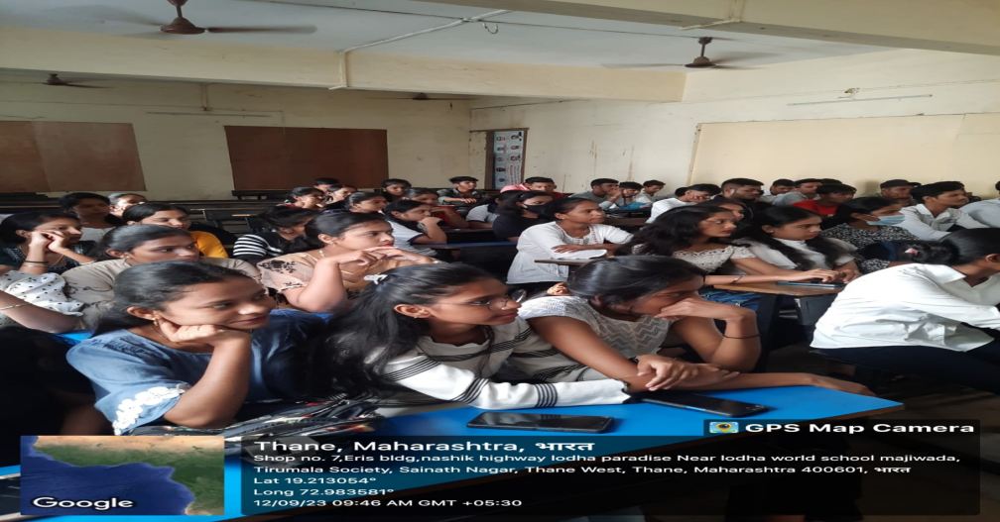 GPS Map Camera
Thane, Maharashtra, भारत
Shop no. 7,Eris bldg,nashik highway lodha paradise Near lodha world school majiwada,
Tirumala Society, Sainath Nagar, Thane West, Thane, Maharashtra 400601, भारत
Lat 19.213054°
Long 72.983581°
12/09/23 09:46 AM GMT +05:30
Google